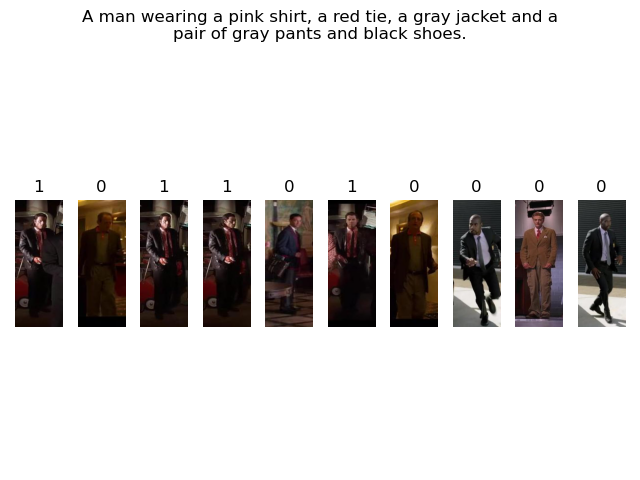 A man wearing a pink shirt, a red tie, a gray jacket and a
pair of gray pants and black shoes.
1 0 1 1 0 1 0 0 0 0